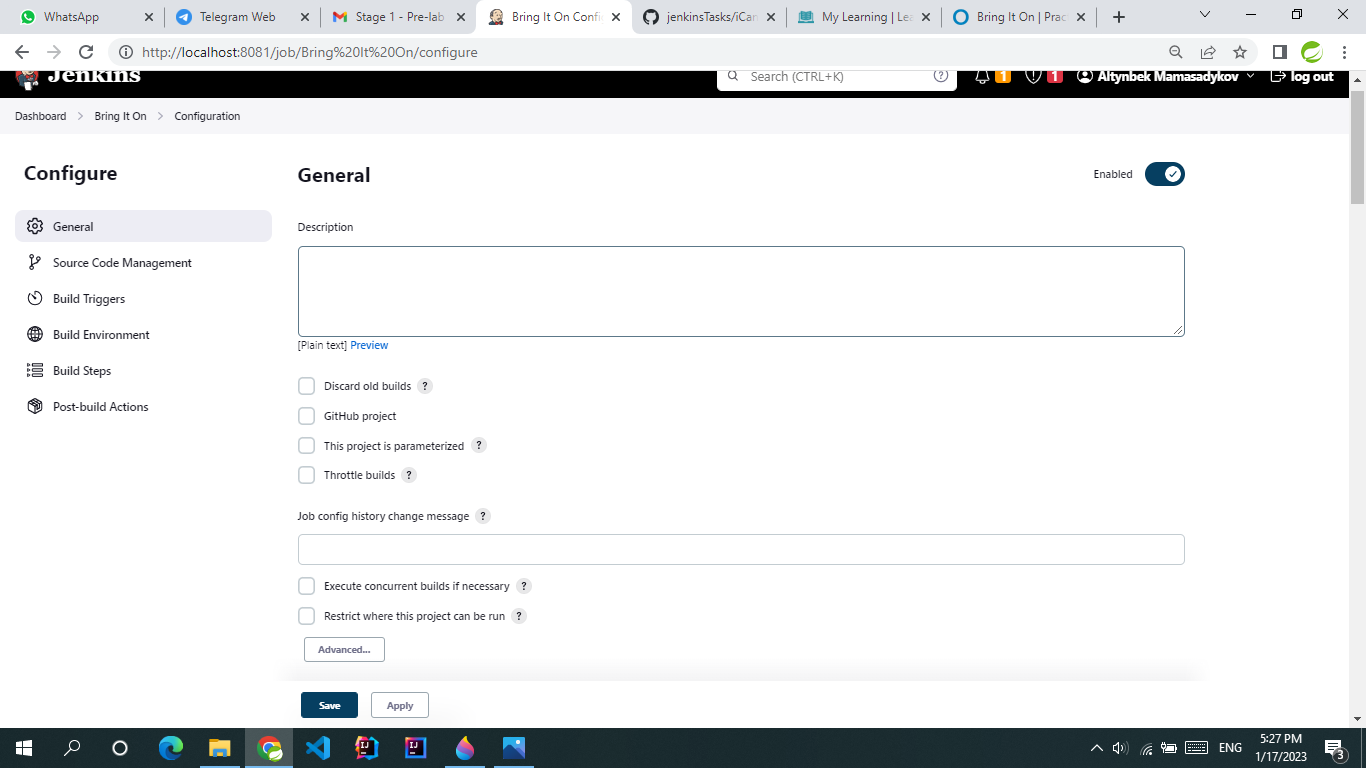 WhatsApp
Telegram Web
Stage 1 - Pre-lab
Bring It On Confi
jenkinsTasks/iCan
My Learning | Lea
Bring It On | Prac
http://localhost:8081/job/Bring%20It%20On/configure
Jenkins
Search (CTRL+K)
?
1
1
Altynbek Mamasadykov
log out
Dashboard
Bring It On
Configuration
Configure
General
Source Code Management
Build Triggers
Build Environment
Build Steps
Post-build Actions
General
Enabled
Description
[Plain text] Preview
Discard old builds ?
GitHub project
This project is parameterized ?
Throttle builds ?
Job config history change message ?
Execute concurrent builds if necessary ?
Restrict where this project can be run ?
Advanced...
Save
Apply
ENG
5:27 PM
1/17/2023
3